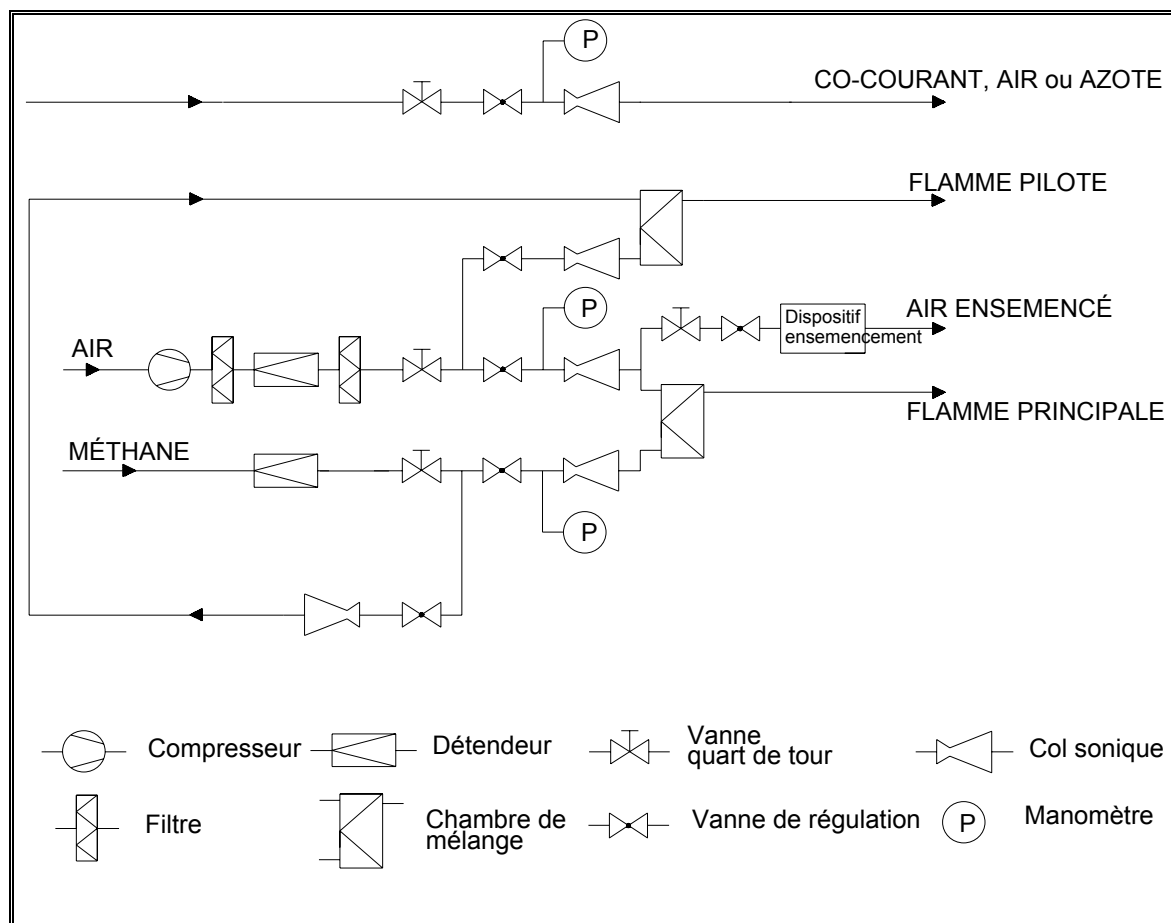 P
CO-COURANT, AIR ou AZOTE
FLAMME PILOTE
P
AIR ENSEMENCÉ
Dispositif
ensemencement
AIR
FLAMME PRINCIPALE
MÉTHANE
P
Compresseur
Détendeur
Vanne
quart de tour
Col sonique
Filtre
Chambre de
mélange
Vanne de régulation
P
Manomètre